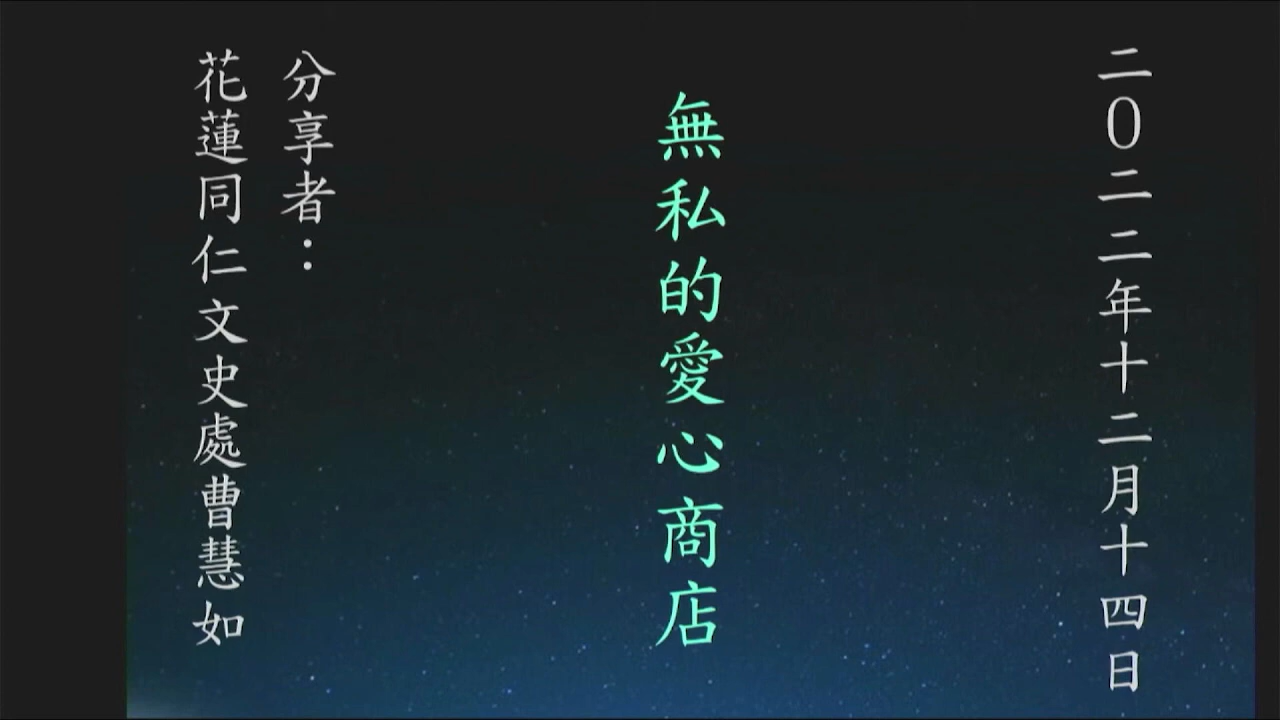 二０二二年十二月十四日
無私的愛心商店
分享者：
花蓮同仁文史處曹慧如